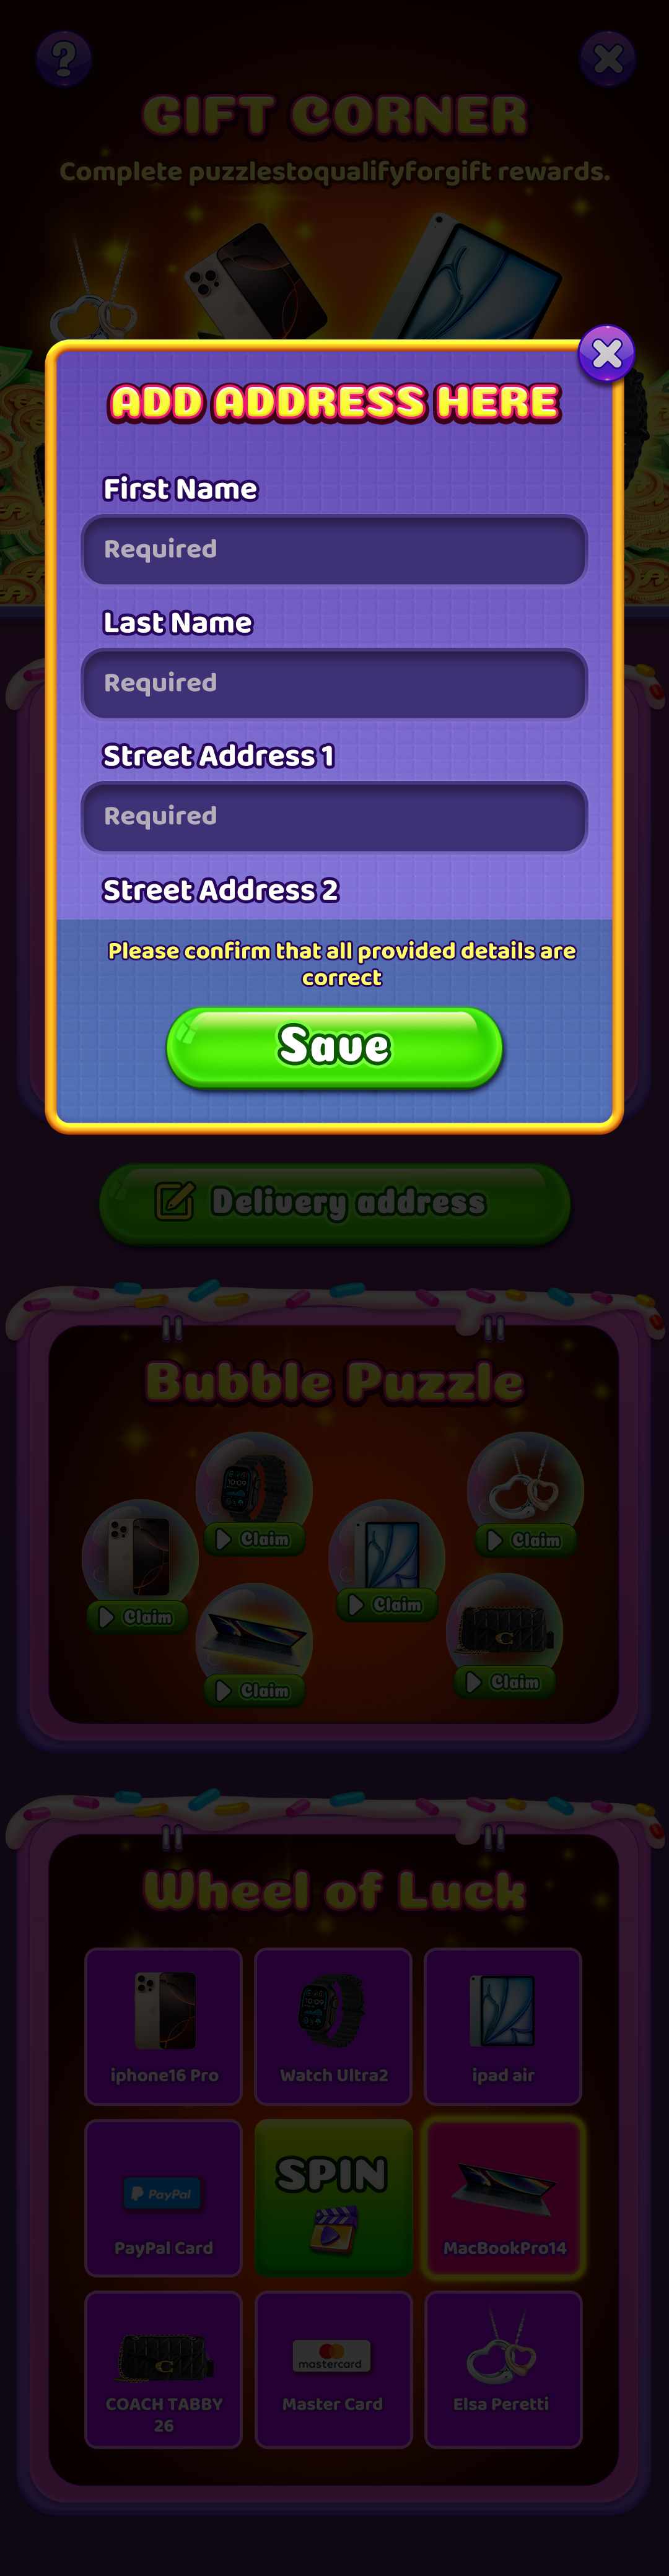 ?
GIFT CORNER
Complete puzzlestoqualifyforgift rewards.
ADD ADDRESS HERE
First Name
Required
Last Name
Required
Street Address 1
Required
Street Address 2
Please confirm that all provided details are
correct
Save
Delivery address
Bubble Puzzle
Claim
Claim
Claim
Claim
Claim
Claim
Wheel of Luck
iphone16 Pro
Watch Ultra2
ipad air
PayPal
PayPal Card
SPIN
MacBookPro14
COACH TABBY
26
mastercard
Master Card
Elsa Peretti